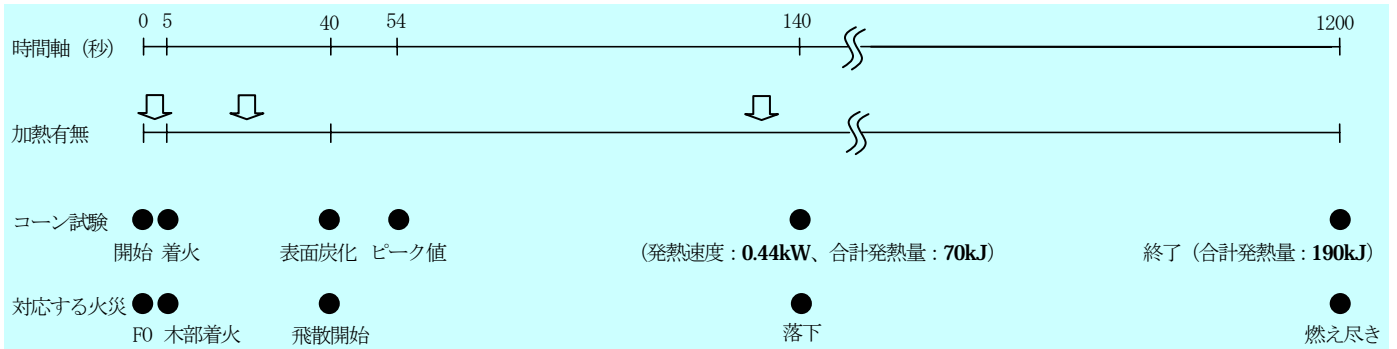 0 5 40 54 140 1200
時間軸（秒）
加熱有無
コーン試験
開始 着火 表面炭化 ピーク値 （発熱速度：0.44kW、合計発熱量：70kJ） 終了（合計発熱量：190kJ）
対応する火災
F0 木部着火 飛散開始 落下 燃え尽き